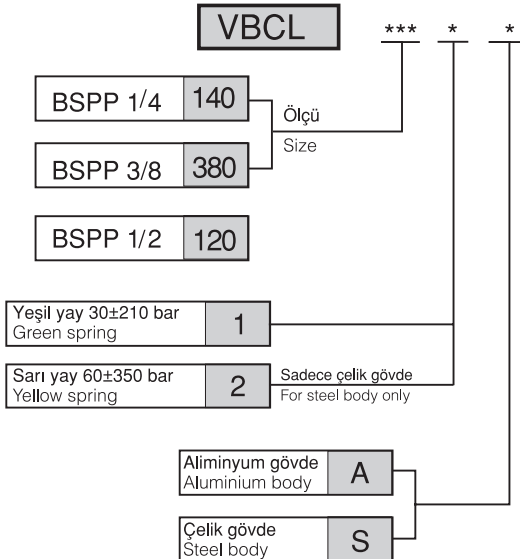 VBCL *** * *
BSPP 1/4 140
Ölçü
Size
BSPP 3/8 380
BSPP 1/2 120
Yeşil yay 30±210 bar
Green spring
1
Sarı yay 60±350 bar
Yellow spring
2
Sadece çelik gövde
For steel body only
Aliminyum gövde
Aluminium body
A
Çelik gövde
Steel body
S